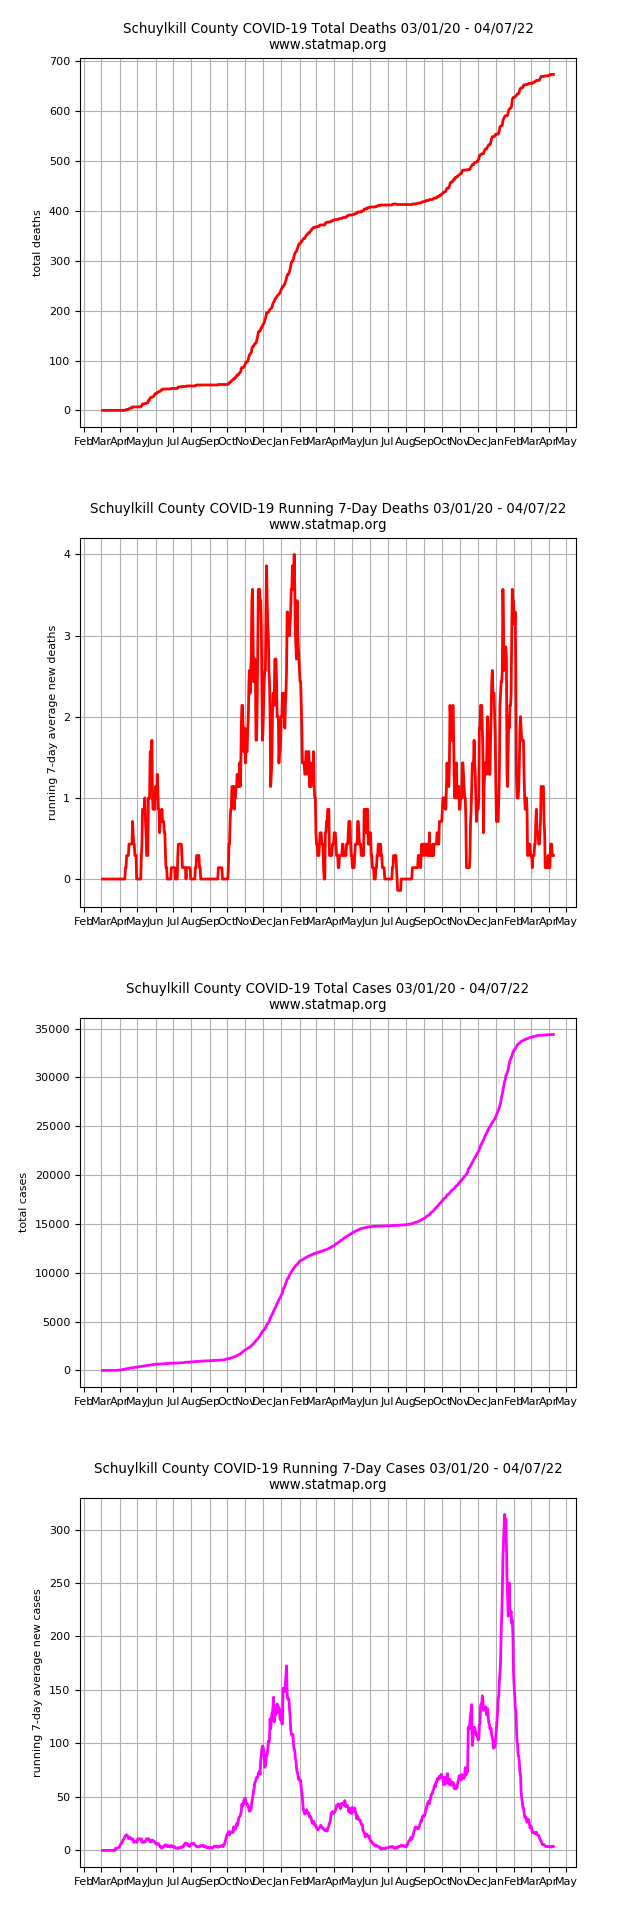 Schuylkill County COVID-19 Total Deaths 03/01/20 - 04/07/22
www.statmap.org
700
600
500
400
300
200
100
0
total deaths
Feb Mar Apr May Jun Jul Aug Sep Oct Nov Dec Jan Feb Mar Apr May Jun Jul Aug Sep Oct Nov Dec Jan Feb Mar Apr May
Schuylkill County COVID-19 Running 7-Day Deaths 03/01/20 - 04/07/22
www.statmap.org
4
3
2
1
0
running 7-day average new deaths
Feb Mar Apr May Jun Jul Aug Sep Oct Nov Dec Jan Feb Mar Apr May Jun Jul Aug Sep Oct Nov Dec Jan Feb Mar Apr May
Schuylkill County COVID-19 Total Cases 03/01/20 - 04/07/22
www.statmap.org
35000
30000
25000
20000
15000
10000
5000
0
total cases
Feb Mar Apr May Jun Jul Aug Sep Oct Nov Dec Jan Feb Mar Apr May Jun Jul Aug Sep Oct Nov Dec Jan Feb Mar Apr May
Schuylkill County COVID-19 Running 7-Day Cases 03/01/20 - 04/07/22
www.statmap.org
300
250
200
150
100
50
0
running 7-day average new cases
Feb Mar Apr May Jun Jul Aug Sep Oct Nov Dec Jan Feb Mar Apr May Jun Jul Aug Sep Oct Nov Dec Jan Feb Mar Apr May